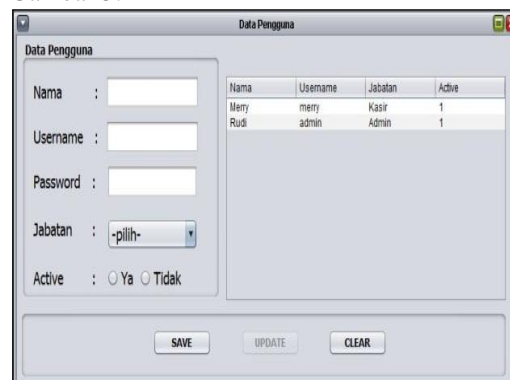 Data Pengguna
Data Pengguna
Nama :
Username :
Password :
Jabatan : -pilih-
Active : Ya Tidak
Nama Username Jabatan Active
Merry merry Kasir 1
Rudi admin Admin 1
SAVE UPDATE CLEAR